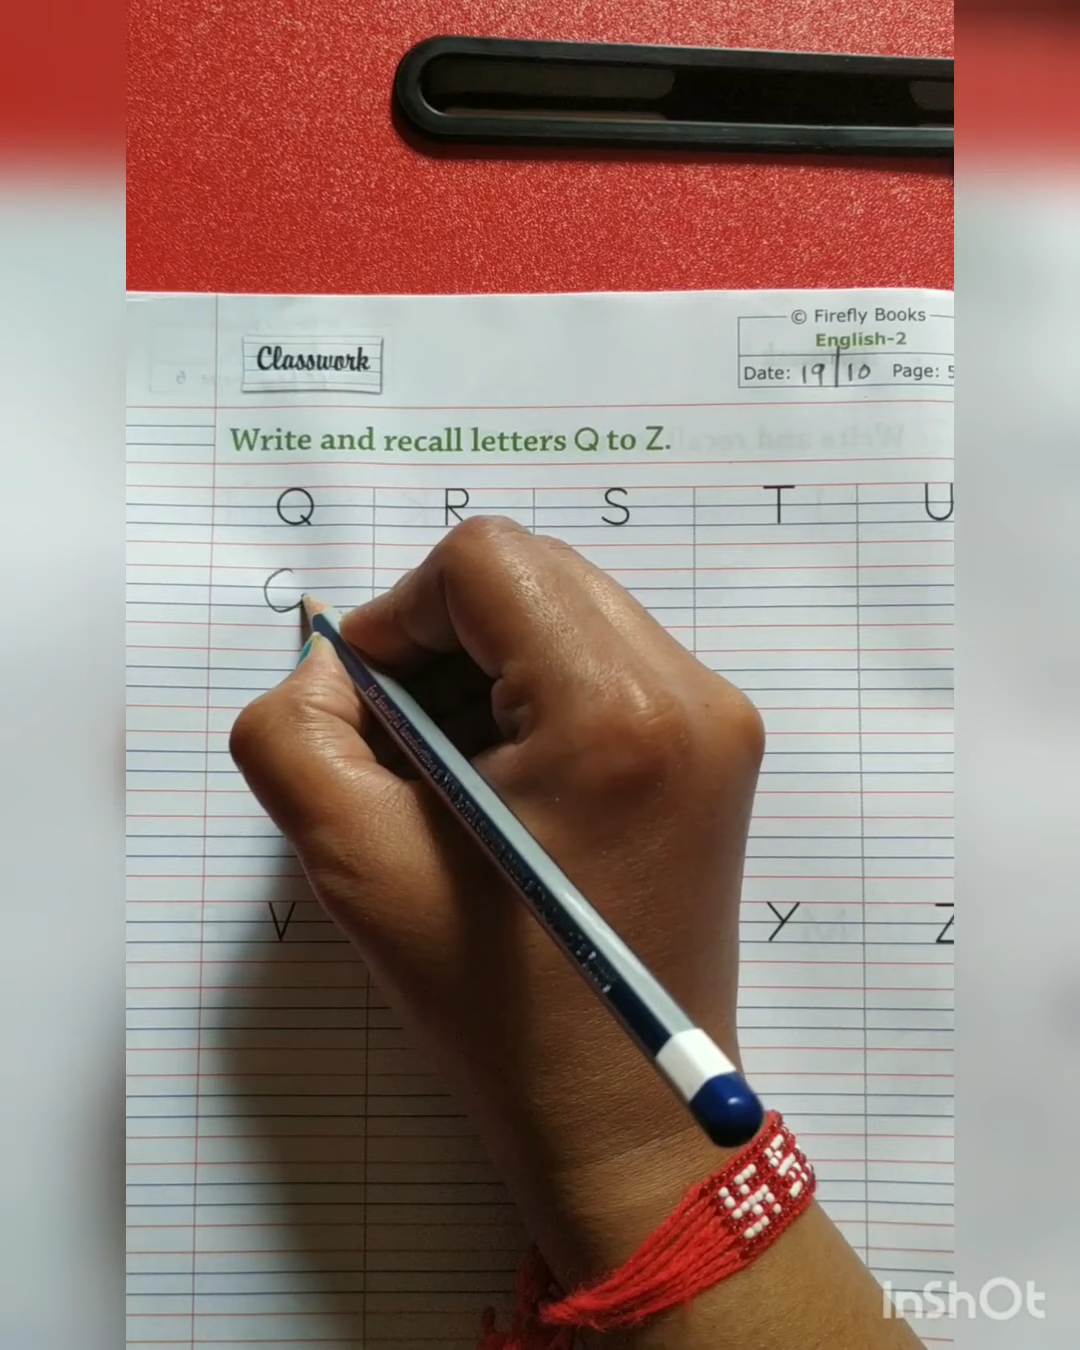 © Firefly Books
English-2
Classwork
Date: 19/10 Page: 5
Write and recall letters Q to Z.
Q R S T U
V Y Z
InShOt